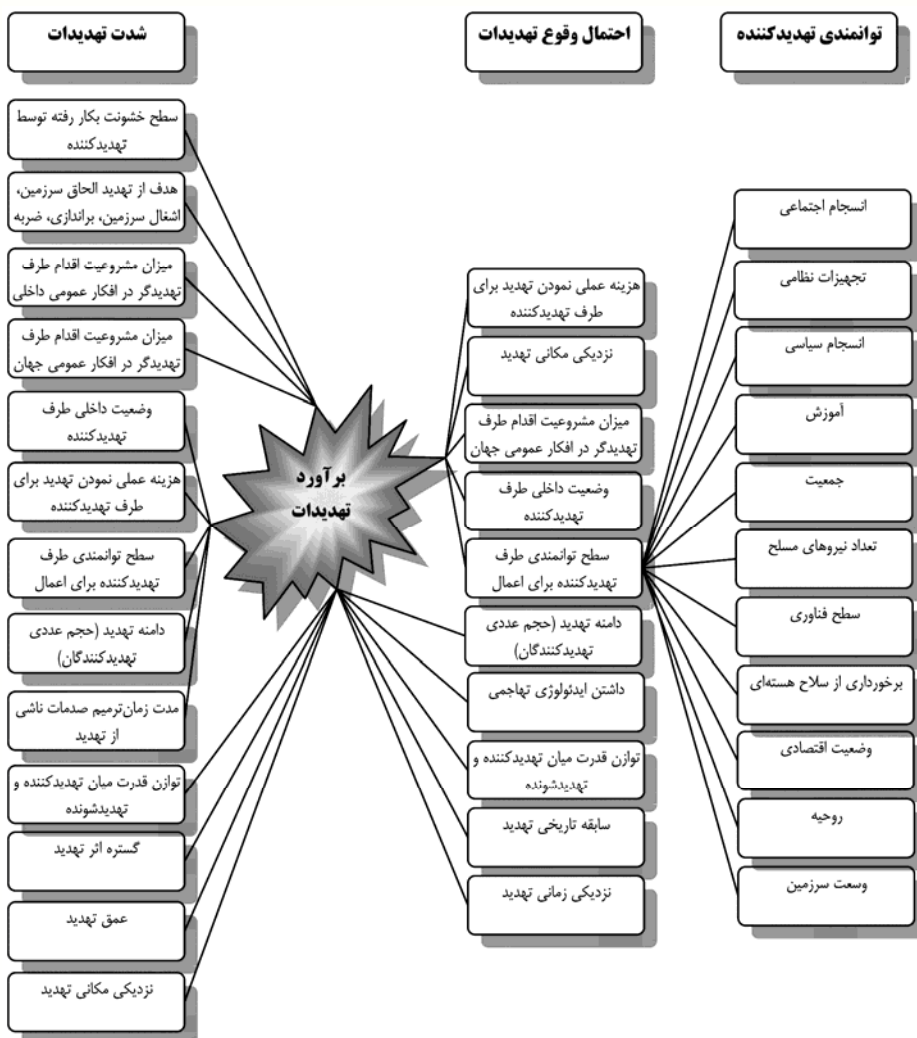 توانمندی تهدیدکننده
احتمال وقوع تهدیدات
شدت تهدیدات
انسجام اجتماعی
تجهیزات نظامی
انسجام سیاسی
آموزش
جمعیت
تعداد نیروهای مسلح
سطح فناوری
برخورداری از سلاح هسته‌ای
وضعیت اقتصادی
روحیه
وسعت سرزمین
هزینه عملی نمودن تهدید برای
طرف تهدیدکننده
نزدیکی مکانی تهدید
میزان مشروعیت اقدام طرف
تهدیدگر در افکار عمومی جهان
وضعیت داخلی طرف
تهدیدکننده
سطح توانمندی طرف
تهدیدکننده برای اعمال
دامنه تهدید (حجم عددی
تهدیدکنندگان)
داشتن ایدئولوژی تهاجمی
توازن قدرت میان تهدیدکننده و
تهدیدشونده
سابقه تاریخی تهدید
نزدیکی زمانی تهدید
برآورد
تهدیدات
سطح خشونت بکار رفته توسط
تهدیدکننده
هدف از تهدید الحاق سرزمین،
اشغال سرزمین، براندازی، ضربه
میزان مشروعیت اقدام طرف
تهدیدگر در افکار عمومی داخلی
میزان مشروعیت اقدام طرف
تهدیدگر در افکار عمومی جهان
وضعیت داخلی طرف
تهدیدکننده
هزینه عملی نمودن تهدید برای
طرف تهدیدکننده
سطح توانمندی طرف
تهدیدکننده برای اعمال
دامنه تهدید (حجم عددی
تهدیدکنندگان)
مدت زمان‌ترمیم صدمات ناشی
از تهدید
توازن قدرت میان تهدیدکننده و
تهدیدشونده
گستره اثر تهدید
عمق تهدید
نزدیکی مکانی تهدید